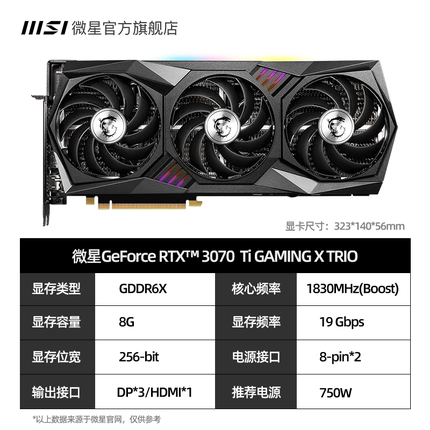 msi 微星官方旗舰店
显卡尺寸：323*140*56mm
微星GeForce RTX™ 3070 Ti GAMING X TRIO
显存类型 GDDR6X 核心频率 1830MHz(Boost)
显存容量 8G 显存频率 19 Gbps
显存位宽 256-bit 电源接口 8-pin*2
输出接口 DP*3/HDMI*1 推荐电源 750W
*以上数据来源于微星官网，仅供参考